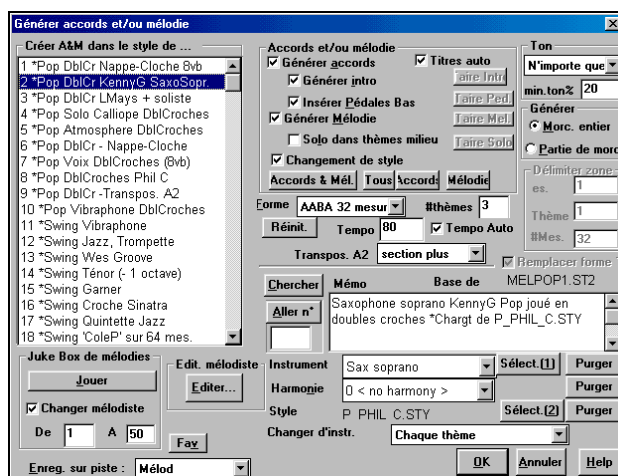 Générer accords et/ou mélodie
Créer A&M dans le style de ...
1 *Pop DblCr Nappe-Cloche 8vb
2 *Pop DblCr KennyG SaxoSopr.
3 *Pop DblCr LMays + soliste
4 *Pop Solo Calliope DblCroches
5 *Pop Atmosphere DblCroches
6 *Pop DblCr - Nappe-Cloche
7 *Pop Voix DblCroches (8vb)
8 *Pop DblCroches Phil C
9 *Pop DblCr -Transpos. A2
10 *Pop Vibraphone DblCroches
11 *Swing Vibraphone
12 *Swing Jazz, Trompette
13 *Swing Wes Groove
14 *Swing Ténor (- 1 octave)
15 *Swing Garner
16 *Swing Croche Sinatra
17 *Swing Quintette Jazz
18 *Swing 'ColeP' sur 64 mes.
Juke Box de mélodies
Jouer
Changer mélodiste
De 1 A 50
Edit. mélodiste
Editer...
Fav
Enreg. sur piste : Mélod
Accords et/ou mélodie
Générer accords
Titres auto
Générer intro
aire Intr
Insérer Pédales Bas
Taire Ped.
Générer Mélodie
Taire Mel.
Solo dans thèmes milieu
Taire Solo
Changement de style
Accords & Mél. Tous Accords Mélodie
Forme AABA 32 mesur #thèmes 3
Réinit. Tempo 80 Tempo Auto
Transpos. A2 section plus
Ton
N'importe que
min.ton% 20
Générer
Morc. entier
Partie de morc
Délimiter zone
es. 1
Thème 1
#Mes. 32
Remplacer forme
Chercher Mémo Base de MELPOP1.ST2
Aller n°
Saxophone soprano KennyG Pop joué en
doubles croches *Chargt de P_PHIL_C.STY
Instrument Sax soprano Sélect.(1) Purger
Harmonie 0 < no harmony > Purger
Style P_PHIL_C.STY Sélect.(2) Purger
Changer d'instr. Chaque thème
OK Annuler Help